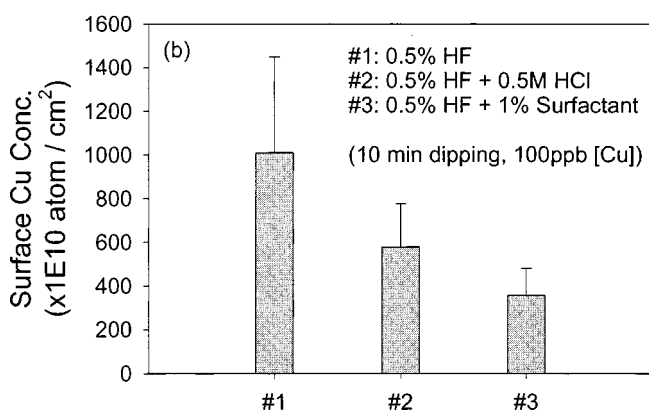 (b)
#1: 0.5% HF
#2: 0.5% HF + 0.5M HCl
#3: 0.5% HF + 1% Surfactant
(10 min dipping, 100ppb [Cu])
Surface Cu Conc.
(x1E10 atom / cm²)
1600
1400
1200
1000
800
600
400
200
0
#1 #2 #3